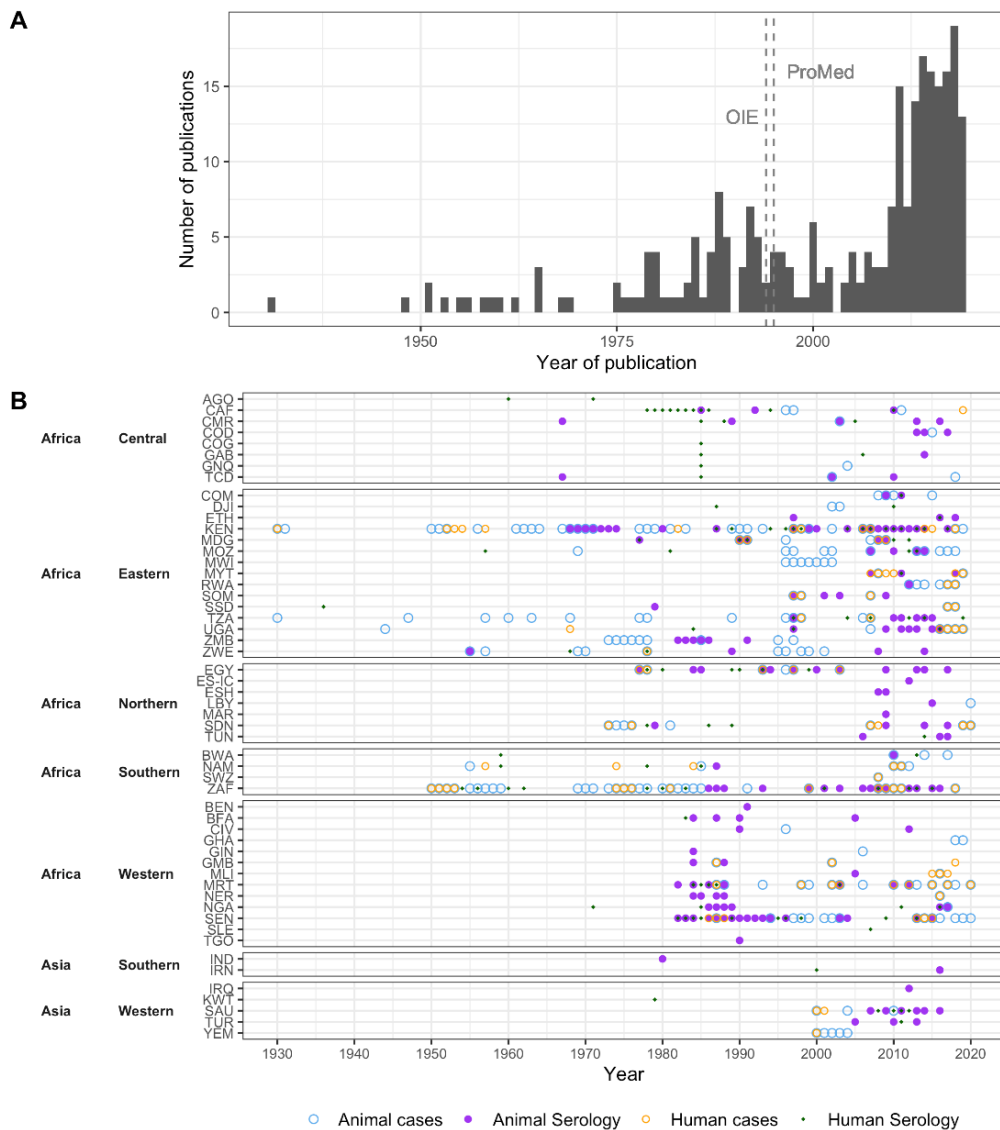 A
Number of publications
15
10
5
0
OIE
ProMed
1950
1975
2000
Year of publication
B
Africa Central
AGO
CAF
CMR
COD
COG
GAB
GNQ
TCD
Africa Eastern
COM
DJI
ETH
KEN
MDG
MOZ
MWI
MYT
RWA
SOM
SSD
TZA
UGA
ZMB
ZWE
Africa Northern
EGY
ES-IC
ESH
LBY
MAR
SDN
TUN
Africa Southern
BWA
NAM
SWZ
ZAF
Africa Western
BEN
BFA
CIV
GHA
GIN
GMB
MLI
MRT
NER
NGA
SEN
SLE
TGO
Asia Southern
IND
IRN
Asia Western
IRQ
KWT
SAU
TUR
YEM
1930 1940 1950 1960 1970 1980 1990 2000 2010 2020
Year
Animal cases Animal Serology Human cases Human Serology